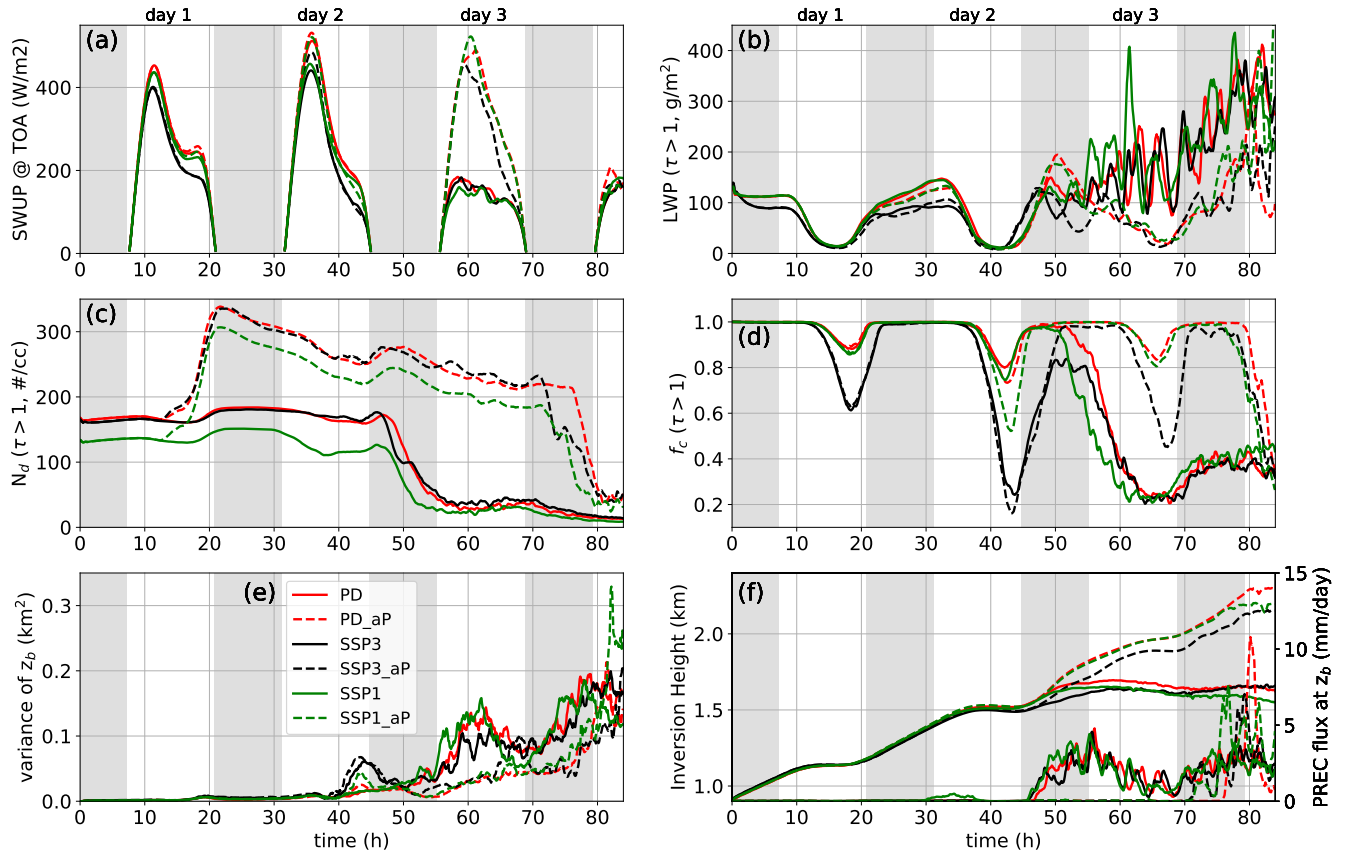 day 1 day 2 day 3
(a)
SWUP @ TOA (W/m2)
400
200
0
0 10 20 30 40 50 60 70 80
(b)
LWP (τ > 1, g/m²)
400
300
200
100
0
0 10 20 30 40 50 60 70 80
day 1 day 2 day 3
(c)
N_d (τ > 1, #/cc)
300
200
100
0
0 10 20 30 40 50 60 70 80
(d)
f_c (τ > 1)
1.0
0.8
0.6
0.4
0.2
0 10 20 30 40 50 60 70 80
(e)
variance of z_b (km²)
0.3
0.2
0.1
0.0
PD
PD_aP
SSP3
SSP3_aP
SSP1
SSP1_aP
0 10 20 30 40 50 60 70 80
time (h)
(f)
Inversion Height (km)
2.0
1.5
1.0
15
10
5
0
PREC flux at z_b (mm/day)
0 10 20 30 40 50 60 70 80
time (h)